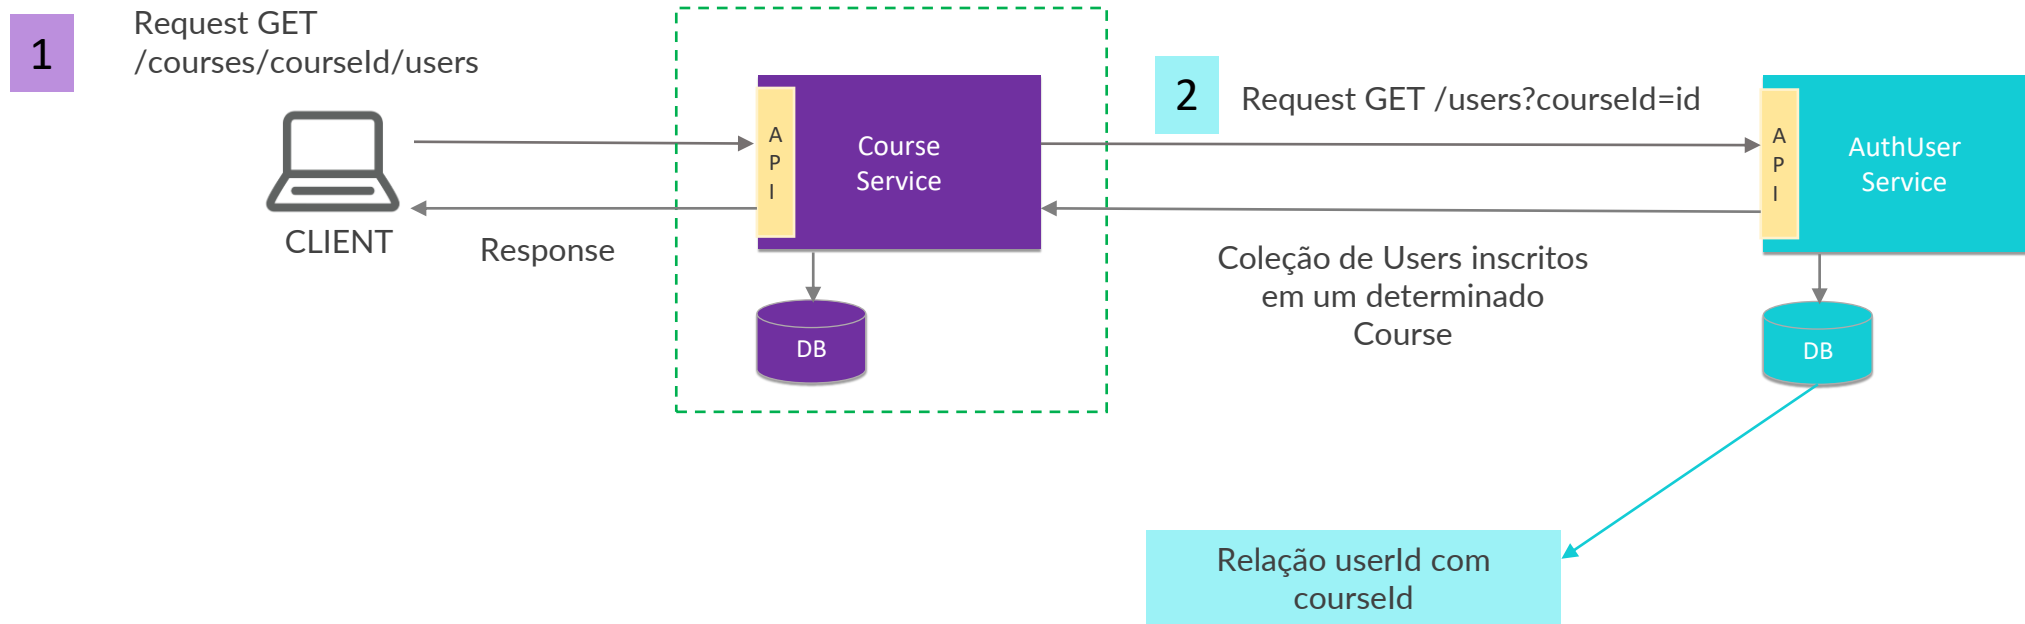 1
Request GET
/courses/courseId/users
CLIENT
Response
A
P
I
Course
Service
DB
2
Request GET /users?courseId=id
Coleção de Users inscritos
em um determinado
Course
A
P
I
AuthUser
Service
DB
Relação userId com
courseId